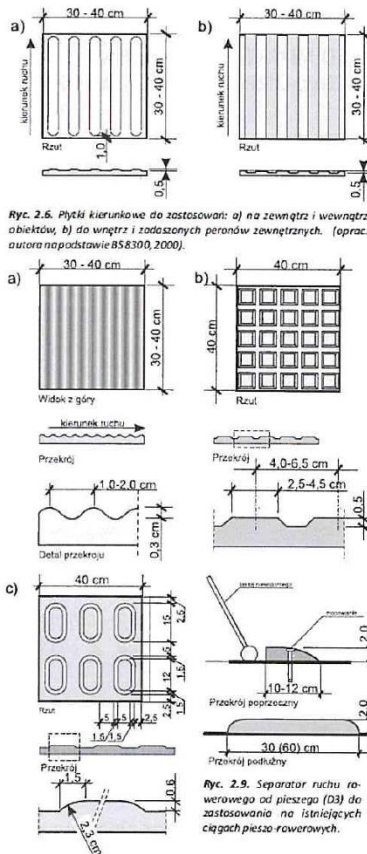 a)
30 - 40 cm
kierunek ruchu
30 - 40 cm
1,0
Rzut
0,5
b)
30 - 40 cm
kierunek ruchu
30 - 40 cm
Rzut
0,5
Ryc. 2.6. Płytki kierunkowe do zastosowań: a) na zewnątrz i wewnątrz
obiektów, b) do wnętrz i zadaszonych peronów zewnętrznych. (oprac.
autora na podstawie BS8300, 2000).
a)
30 - 40 cm
30 - 40 cm
Widok z góry
kierunek ruchu
Przekrój
1,0-2,0 cm
0,3 cm
Detal przekroju
b)
40 cm
40 cm
Rzut
Przekrój
4,0-6,5 cm
2,5-4,5 cm
0,5
c)
40 cm
2,5
15
5
12
1,5
2,5
Rzut
5
5
2,5
1,5
1,5
Przekrój
1,5
0,6
2,3 cm
mocowanie
2,0
10-12 cm
Przekrój poprzeczny
2,0
30 (60) cm
Przekrój podłużny
Ryc. 2.9. Separator ruchu ro-
werowego od pieszego (D3) do
zastosowania na istniejących
ciągach pieszo-rowerowych.